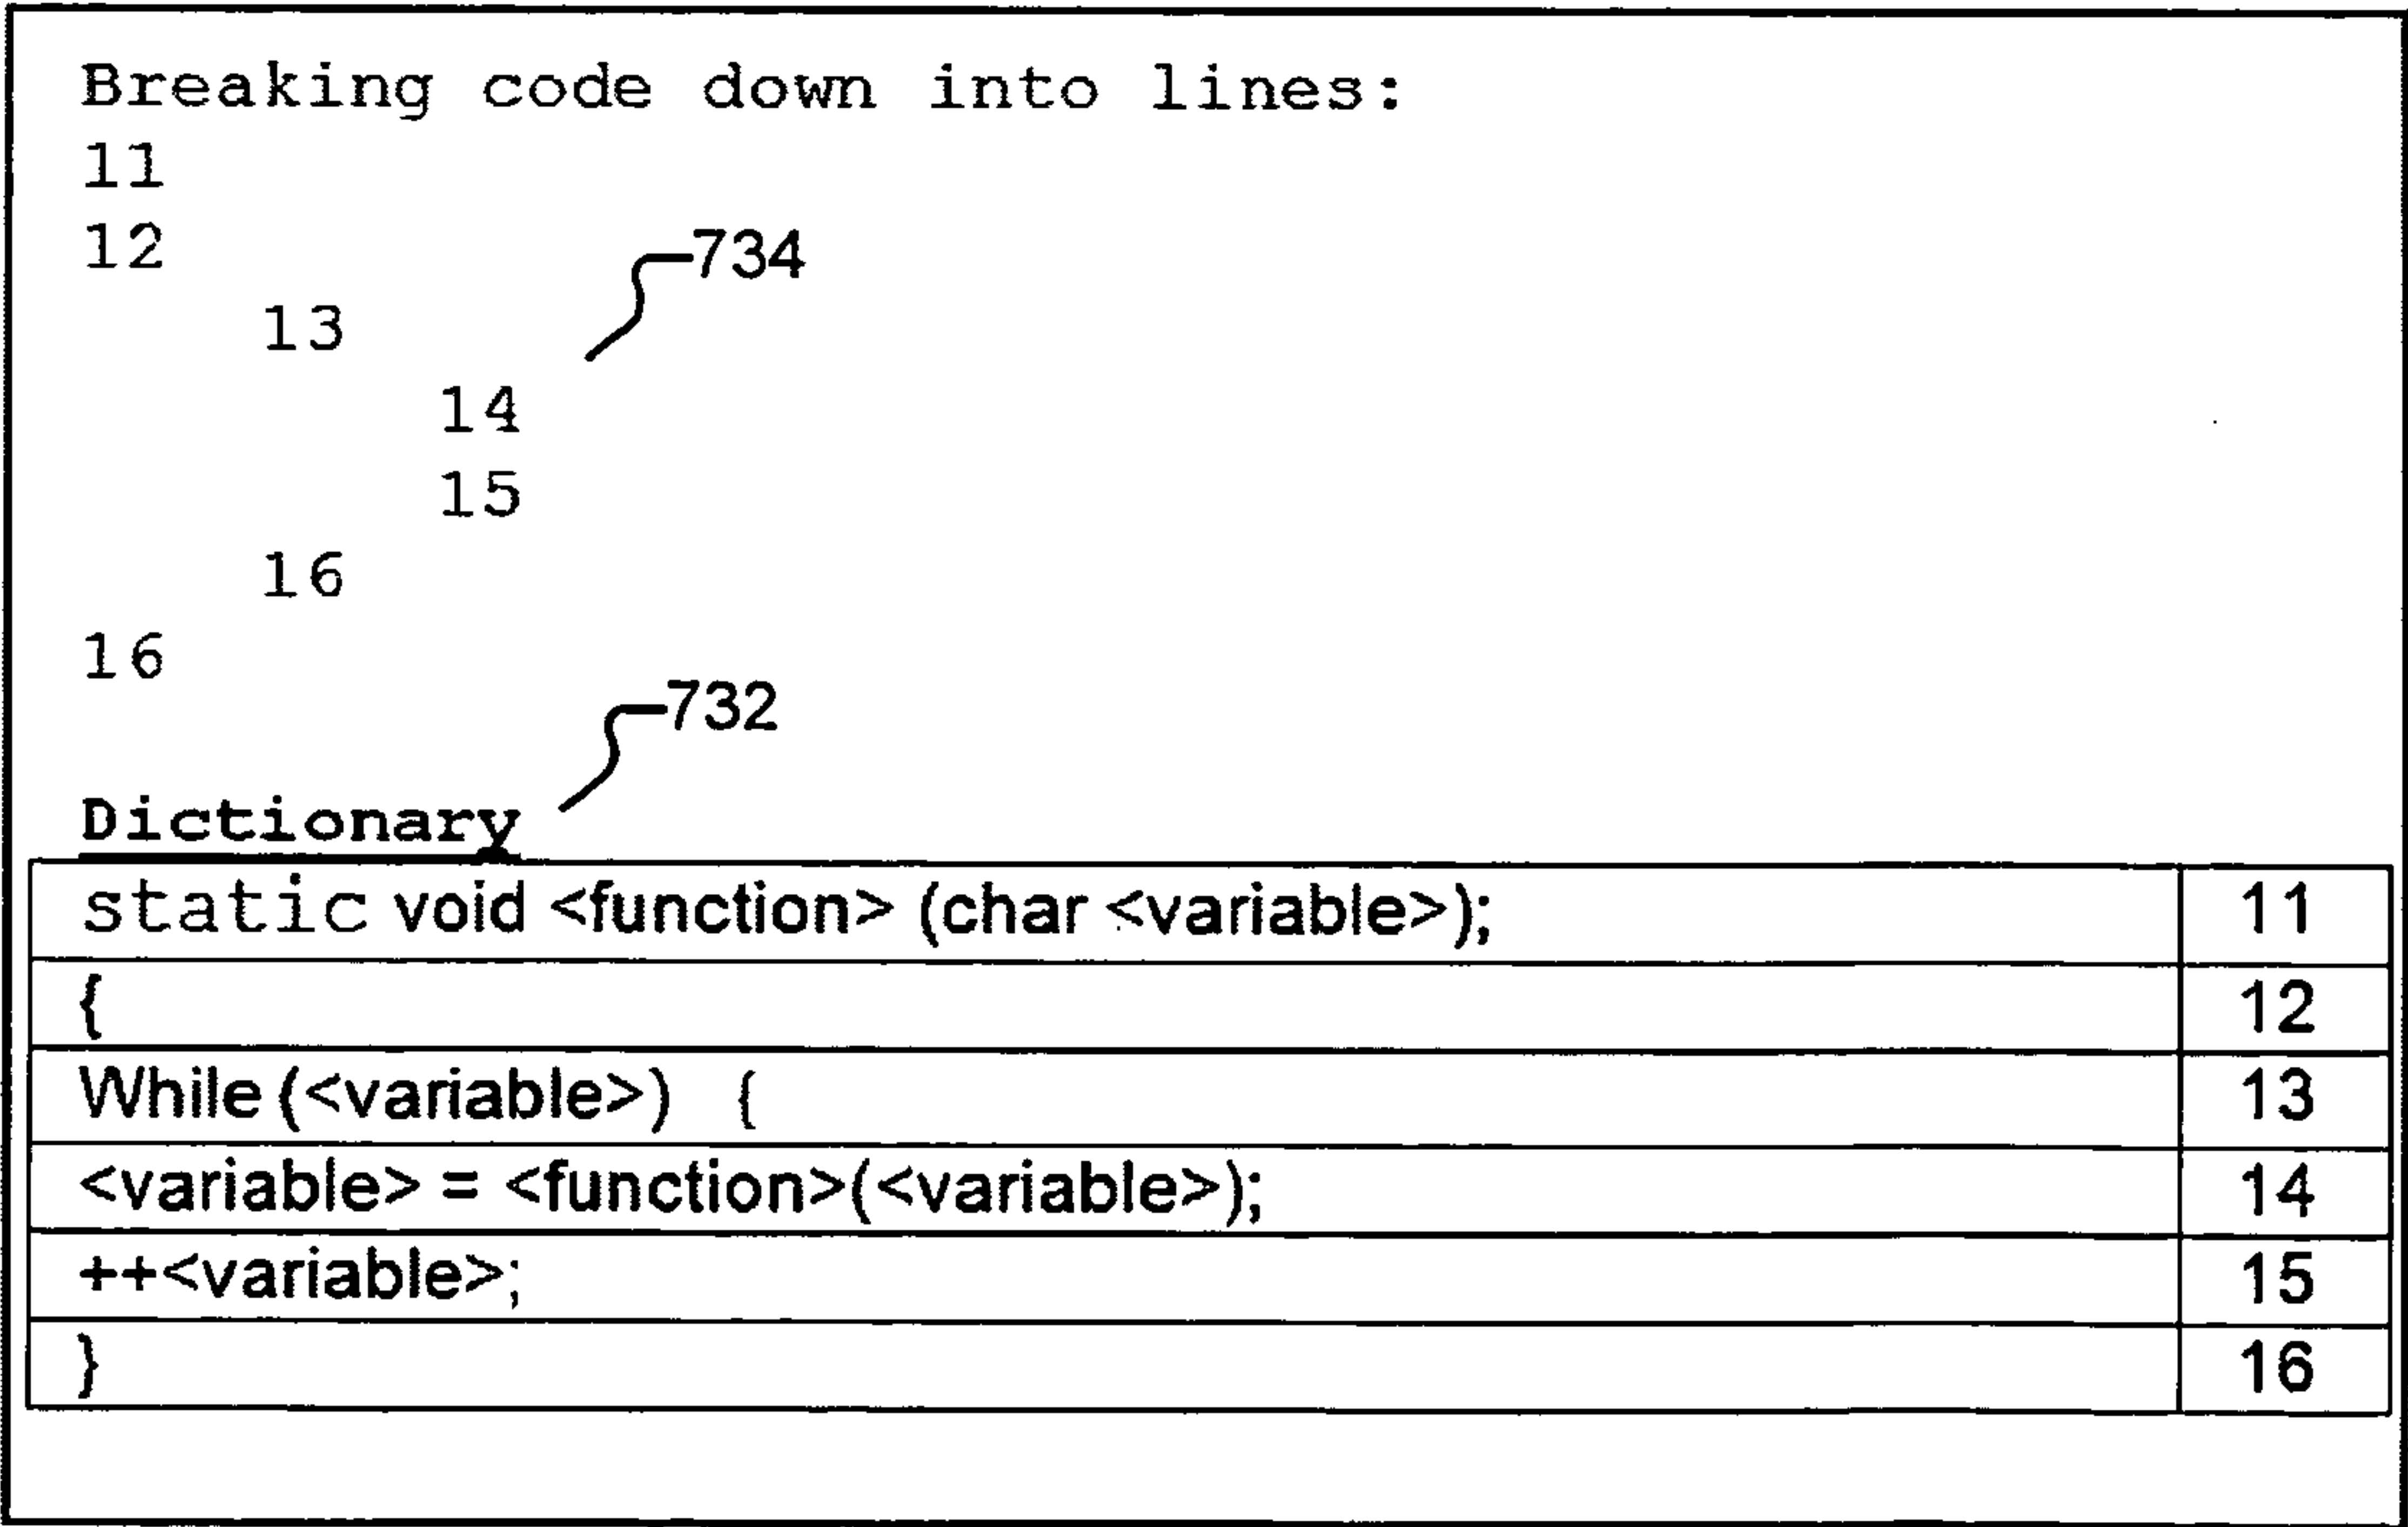 Breaking code down into lines:
11
12
734
13
14
15
16
16
732
Dictionary
static void <function> (char <variable>); 11
{ 12
While (<variable>) { 13
<variable> = <function>(<variable>); 14
++<variable>; 15
} 16